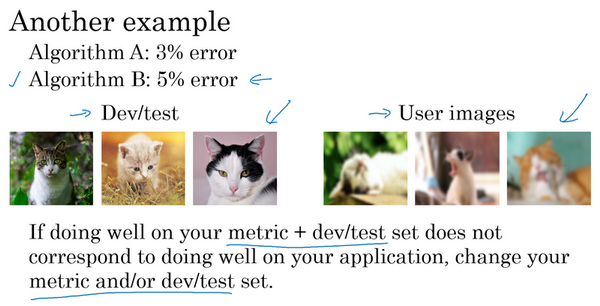 Another example
Algorithm A: 3% error
Algorithm B: 5% error
Dev/test
User images
If doing well on your metric + dev/test set does not
correspond to doing well on your application, change your
metric and/or dev/test set.